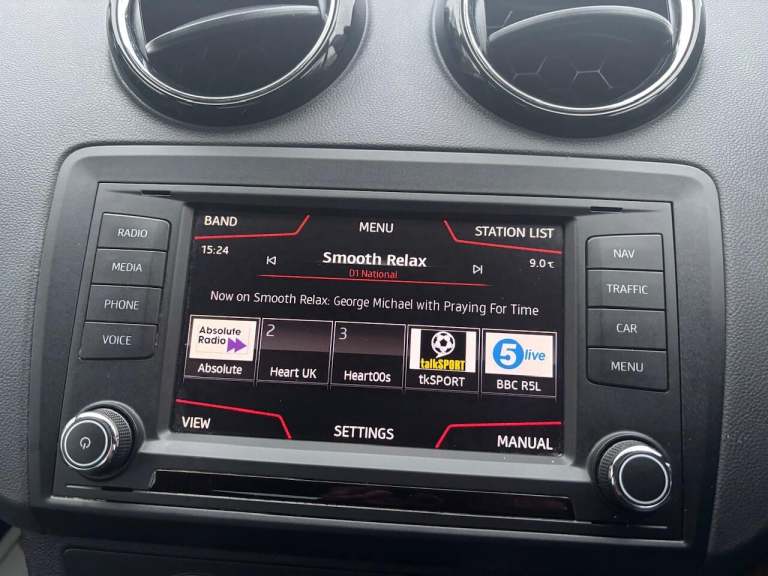 BAND
MENU
STATION LIST
15:24
Smooth Relax
9.0℃
D1 National
Now on Smooth Relax: George Michael with Praying For Time
Absolute
Radio
2
3
talkSPORT
5 live
Absolute
Heart UK
Heart00s
tkSPORT
BBC R5L
VIEW
SETTINGS
MANUAL
RADIO
MEDIA
PHONE
VOICE
NAV
TRAFFIC
CAR
MENU